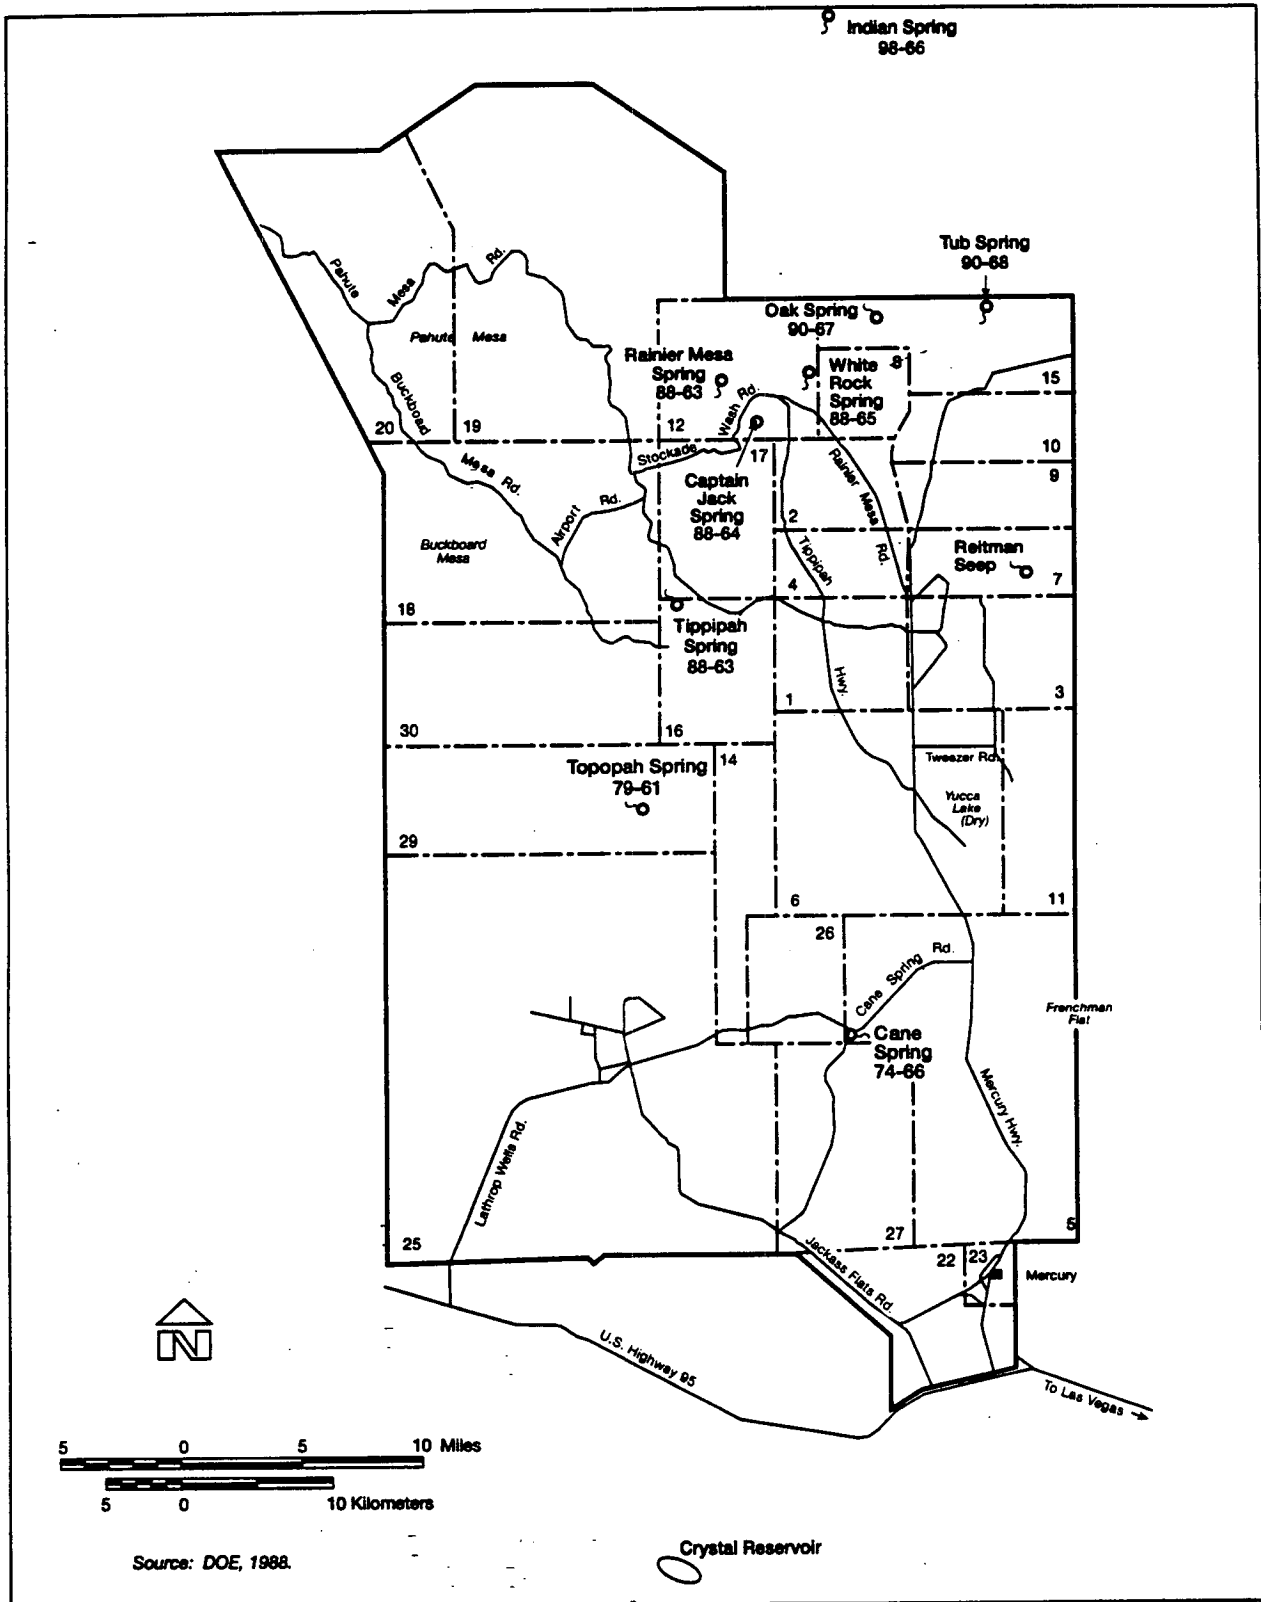 Indian Spring
98-66
Tub Spring
90-68
Oak Spring
90-67
Pahute
Mesa
Rd.
Pahute Mesa
Rainier Mesa
Spring
88-63
8
White
Rock
Spring
88-65
15
Buckboard
Wash Rd.
20
19
12
Stockade
17
10
9
Mesa Rd.
Rainier Mesa
Rd.
Captain
Jack
Spring
88-64
Airport Rd.
2
Buckboard
Mesa
Tippipah
Reitman
Seep
7
4
18
Tippipah
Spring
88-63
Hwy.
1
3
30
16
14
Topopah Spring
79-61
Tweezer Rd.
Yucca
Lake
(Dry)
29
6
11
26
Cane Spring Rd.
Frenchman
Flat
Cane
Spring
74-66
Mercury Hwy.
Lathrop Wells Rd.
25
27
5
Jackass Flats Rd.
22
23
Mercury
U.S. Highway 95
To Las Vegas
5 0 5 10 Miles
5 0 10 Kilometers
Source: DOE, 1988.
Crystal Reservoir
N